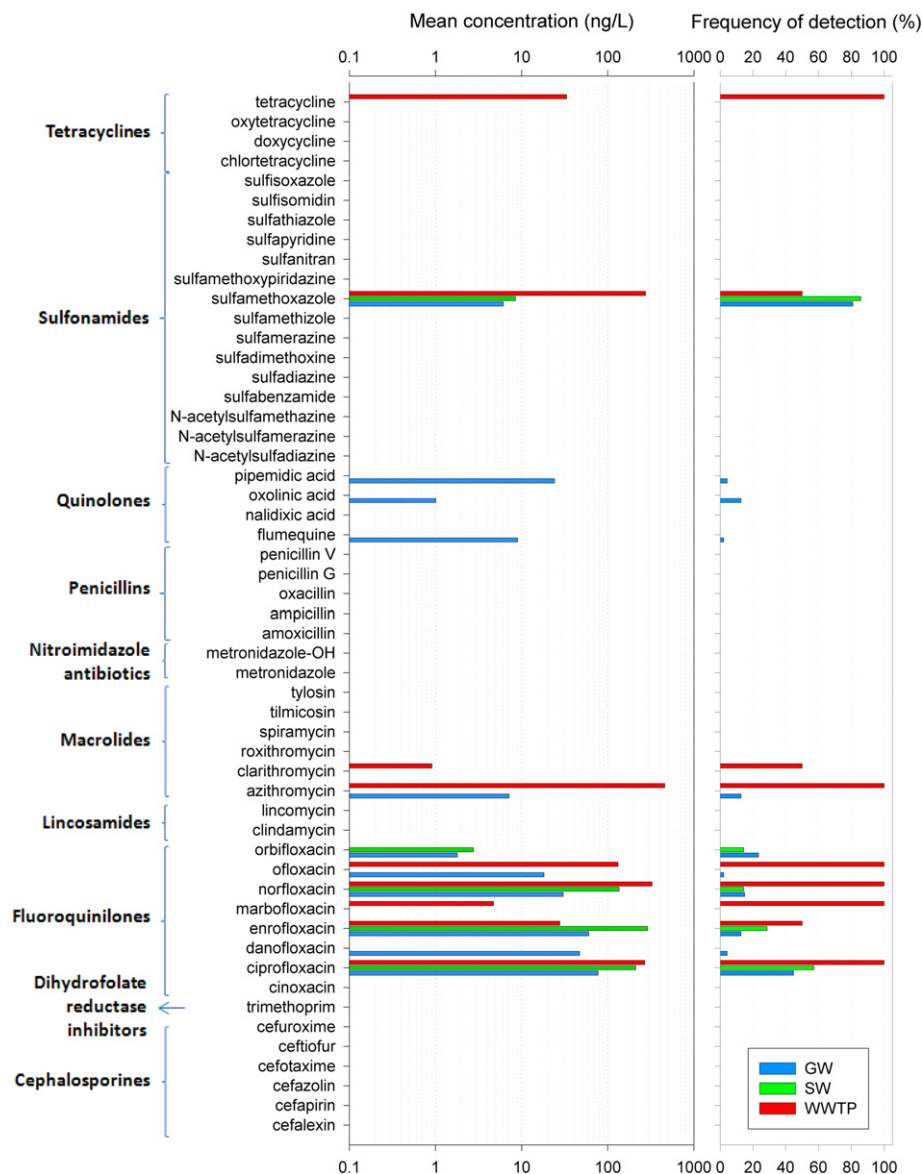 Mean concentration (ng/L)
Frequency of detection (%)
0.1 1 10 100 1000
0 20 40 60 80 100
Tetracyclines
tetracycline
oxytetracycline
doxycycline
chlortetracycline
Sulfonamides
sulfisoxazole
sulfisomidin
sulfathiazole
sulfapyridine
sulfanitran
sulfamethoxypiridazine
sulfamethoxazole
sulfamethizole
sulfamerazine
sulfadimethoxine
sulfadiazine
sulfabenzamide
N-acetylsulfamethazine
N-acetylsulfamerazine
N-acetylsulfadiazine
Quinolones
pipemidic acid
oxolinic acid
nalidixic acid
flumequine
Penicillins
penicillin V
penicillin G
oxacillin
ampicillin
amoxicillin
Nitroimidazole
antibiotics
metronidazole-OH
metronidazole
Macrolides
tylosin
tilmicosin
spiramycin
roxithromycin
clarithromycin
azithromycin
Lincosamides
lincomycin
clindamycin
Fluoroquinilones
orbifloxacin
ofloxacin
norfloxacin
marbofloxacin
enrofloxacin
danofloxacin
ciprofloxacin
cinoxacin
Dihydrofolate
reductase
inhibitors
trimethoprim
Cephalosporines
cefuroxime
ceftiofur
cefotaxime
cefazolin
cefapirin
cefalexin
GW
SW
WWTP
0.1 1 10 100 1000
0 20 40 60 80 100